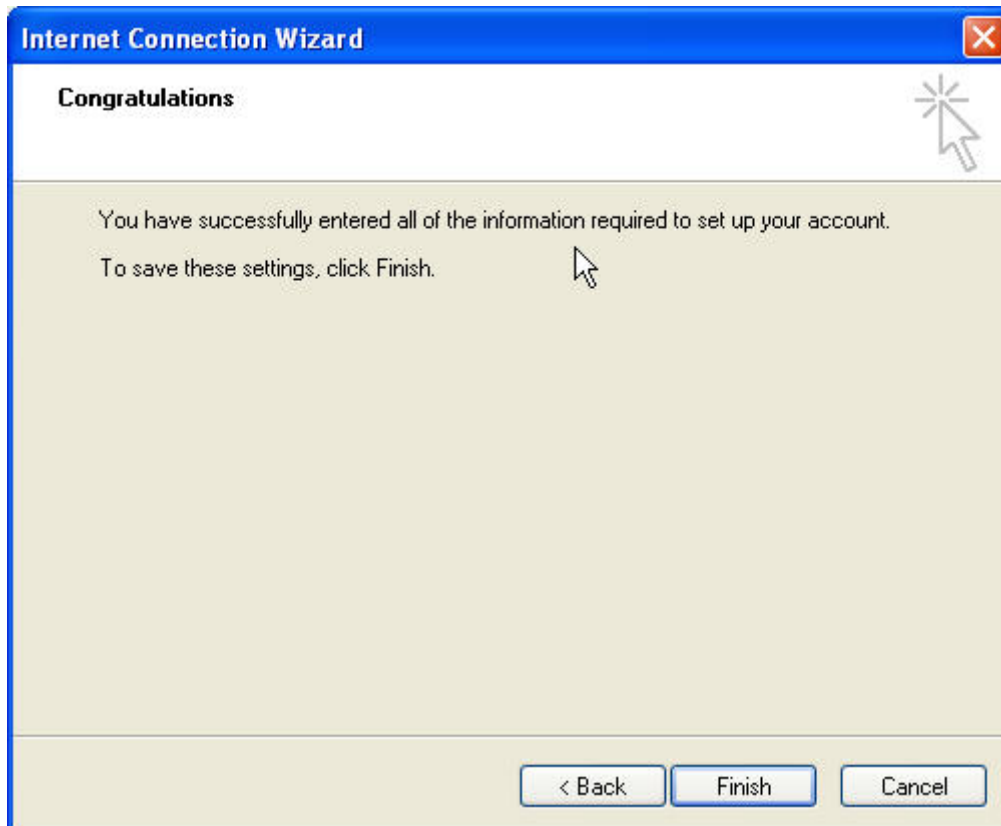 Internet Connection Wizard
Congratulations
You have successfully entered all of the information required to set up your account.
To save these settings, click Finish.
< Back Finish Cancel